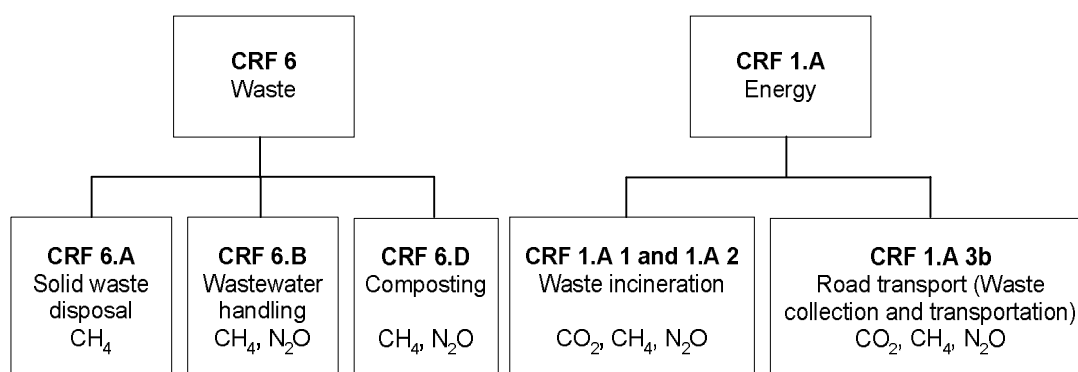 CRF 6
Waste
CRF 1.A
Energy
CRF 6.A
Solid waste
disposal
CH₄
CRF 6.B
Wastewater
handling
CH₄, N₂O
CRF 6.D
Composting
CH₄, N₂O
CRF 1.A 1 and 1.A 2
Waste incineration
CO₂, CH₄, N₂O
CRF 1.A 3b
Road transport (Waste
collection and transportation)
CO₂, CH₄, N₂O